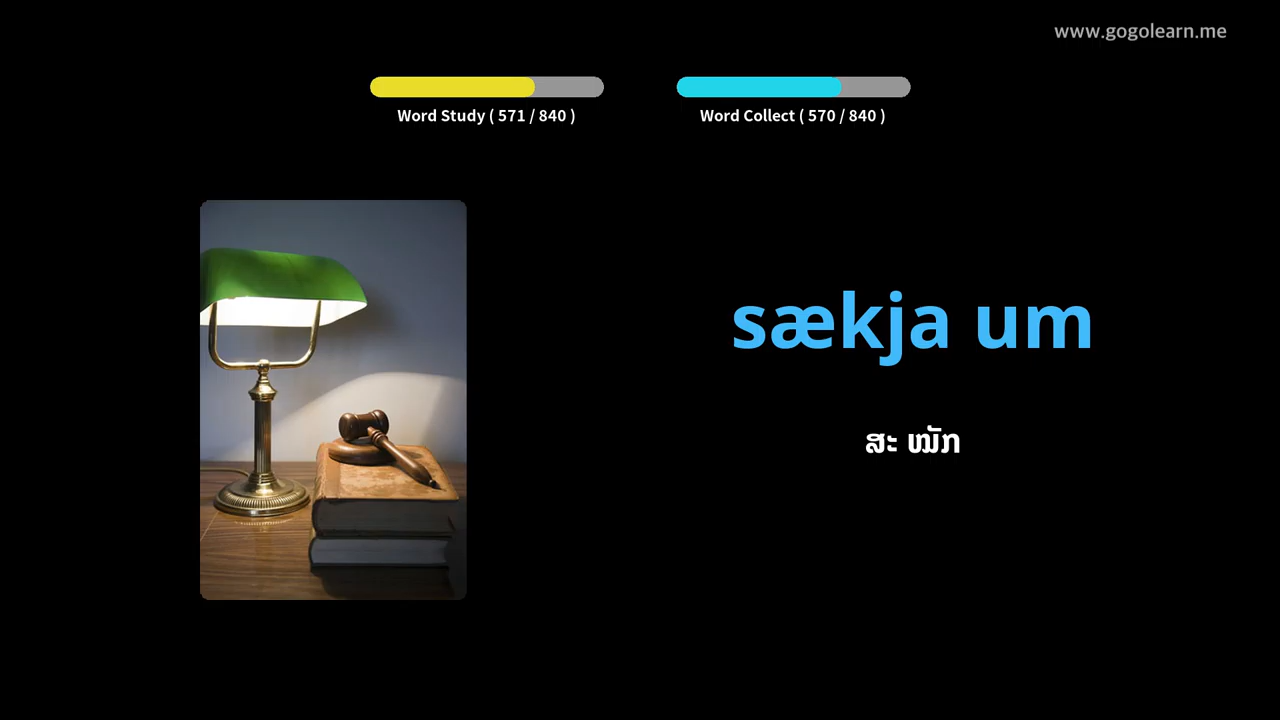 www.gogolearn.me
Word Study ( 571 / 840 )
Word Collect ( 570 / 840 )
sækja um
ສະ ໝັກ